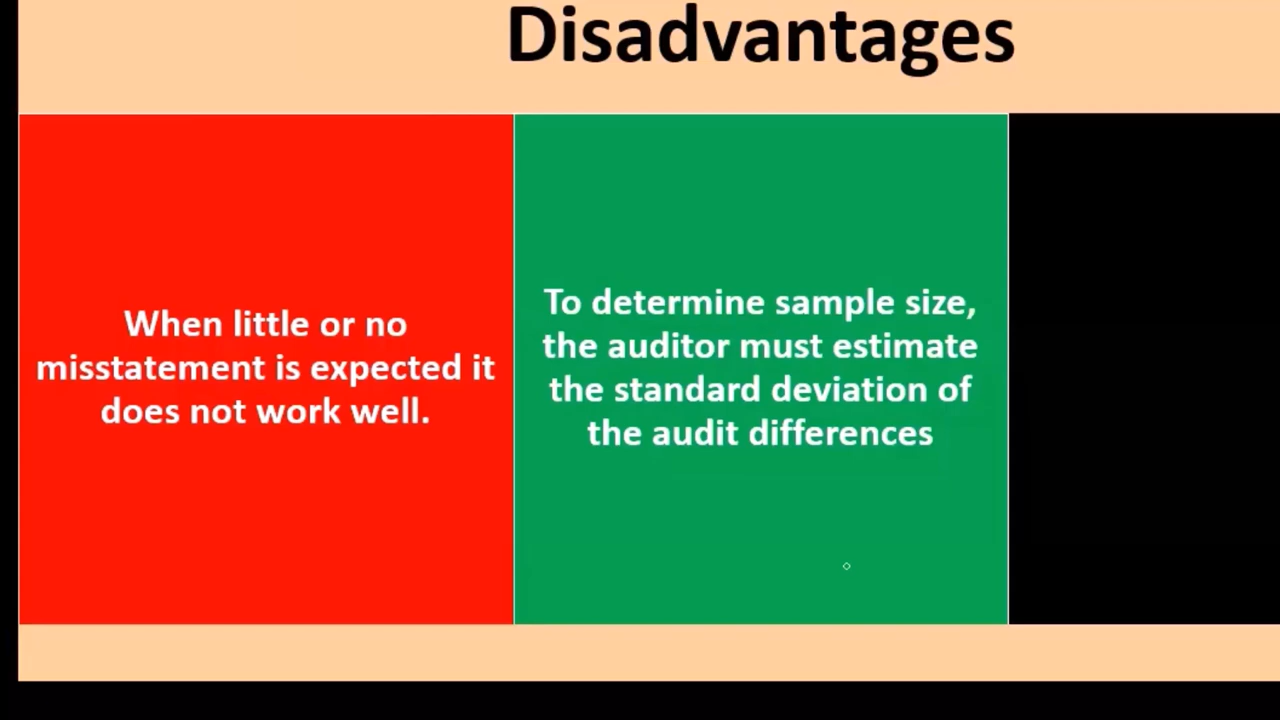 Disadvantages
When little or no
misstatement is expected it
does not work well.
To determine sample size,
the auditor must estimate
the standard deviation of
the audit differences